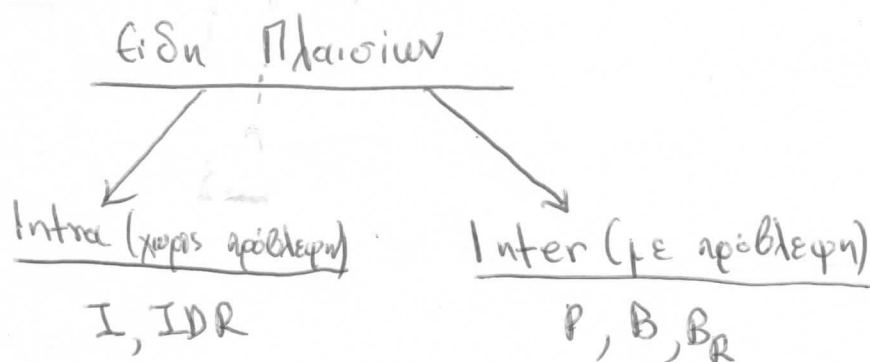 Είδη Πλαισίων
Intra (χωρίς πρόβλεψη)
Inter (με πρόβλεψη)
I, IDR
P, B, B_R